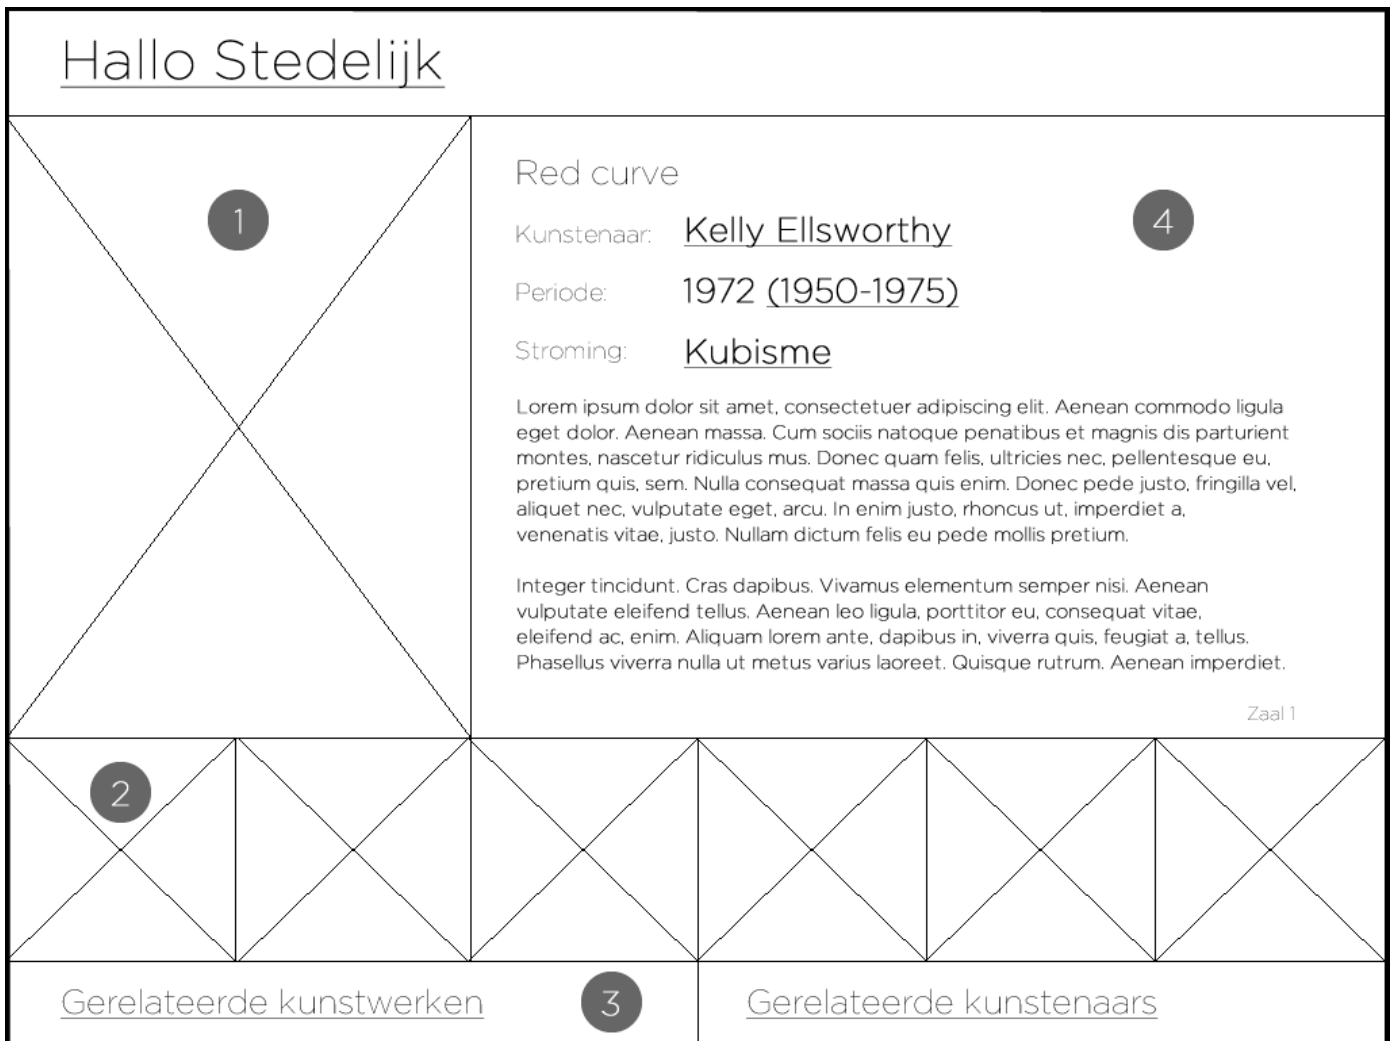 Hallo Stedelijk
1
Red curve
4
Kunstenaar: Kelly Ellsworthy
Periode: 1972 (1950-1975)
Stroming: Kubisme
Lorem ipsum dolor sit amet, consectetuer adipiscing elit. Aenean commodo ligula
eget dolor. Aenean massa. Cum sociis natoque penatibus et magnis dis parturient
montes, nascetur ridiculus mus. Donec quam felis, ultricies nec, pellentesque eu,
pretium quis, sem. Nulla consequat massa quis enim. Donec pede justo, fringilla vel,
aliquet nec, vulputate eget, arcu. In enim justo, rhoncus ut, imperdiet a,
venenatis vitae, justo. Nullam dictum felis eu pede mollis pretium.
Integer tincidunt. Cras dapibus. Vivamus elementum semper nisi. Aenean
vulputate eleifend tellus. Aenean leo ligula, porttitor eu, consequat vitae,
eleifend ac, enim. Aliquam lorem ante, dapibus in, viverra quis, feugiat a, tellus.
Phasellus viverra nulla ut metus varius laoreet. Quisque rutrum. Aenean imperdiet.
Zaal 1
2
Gerelateerde kunstwerken
3
Gerelateerde kunstenaars